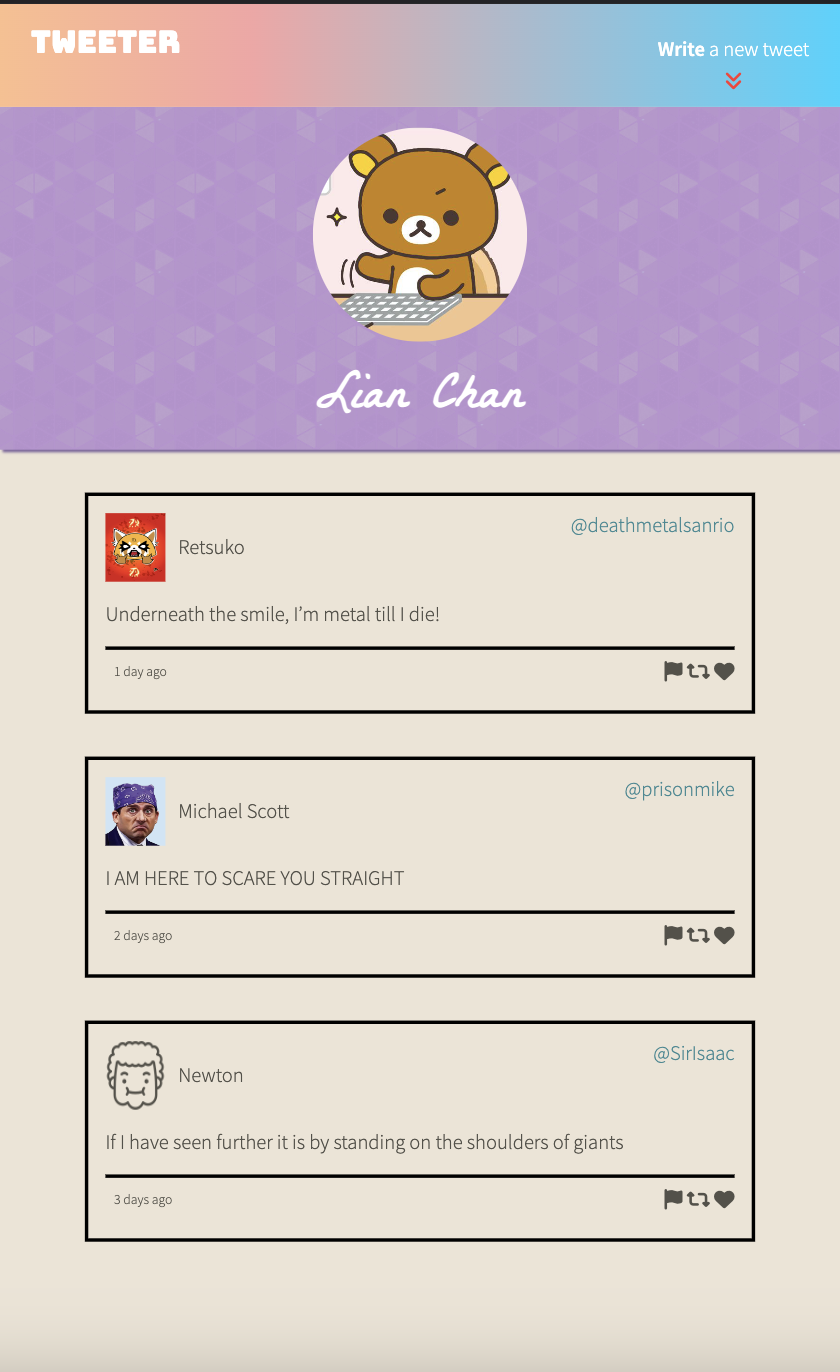 TWEETER
Write a new tweet
Lian Chan
Retsuko
@deathmetalsanrio
Underneath the smile, I’m metal till I die!
1 day ago
Michael Scott
@prisonmike
I AM HERE TO SCARE YOU STRAIGHT
2 days ago
Newton
@SirIsaac
If I have seen further it is by standing on the shoulders of giants
3 days ago